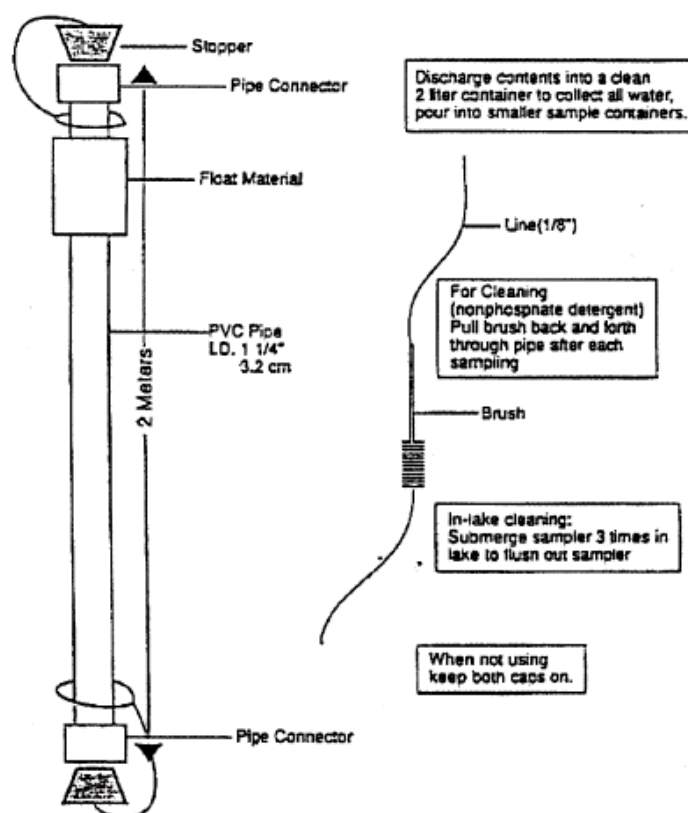 Stopper
Pipe Connector
Float Material
PVC Pipe
I.D. 1 1/4"
3.2 cm
2 Meters
Pipe Connector
Discharge contents into a clean
2 liter container to collect all water,
pour into smaller sample containers.
Line(1/8")
For Cleaning
(nonphosphate detergent)
Pull brush back and forth
through pipe after each
sampling
Brush
In-lake cleaning:
Submerge sampler 3 times in
lake to flush out sampler
When not using
keep both caps on.